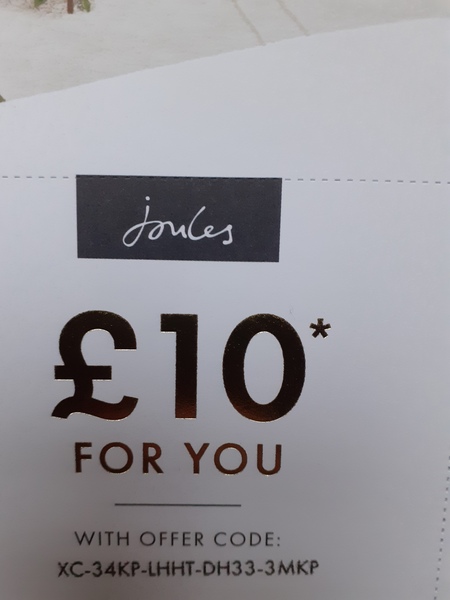 Joules
£10*
FOR YOU
WITH OFFER CODE:
XC-34KP-LHHT-DH33-3MKP